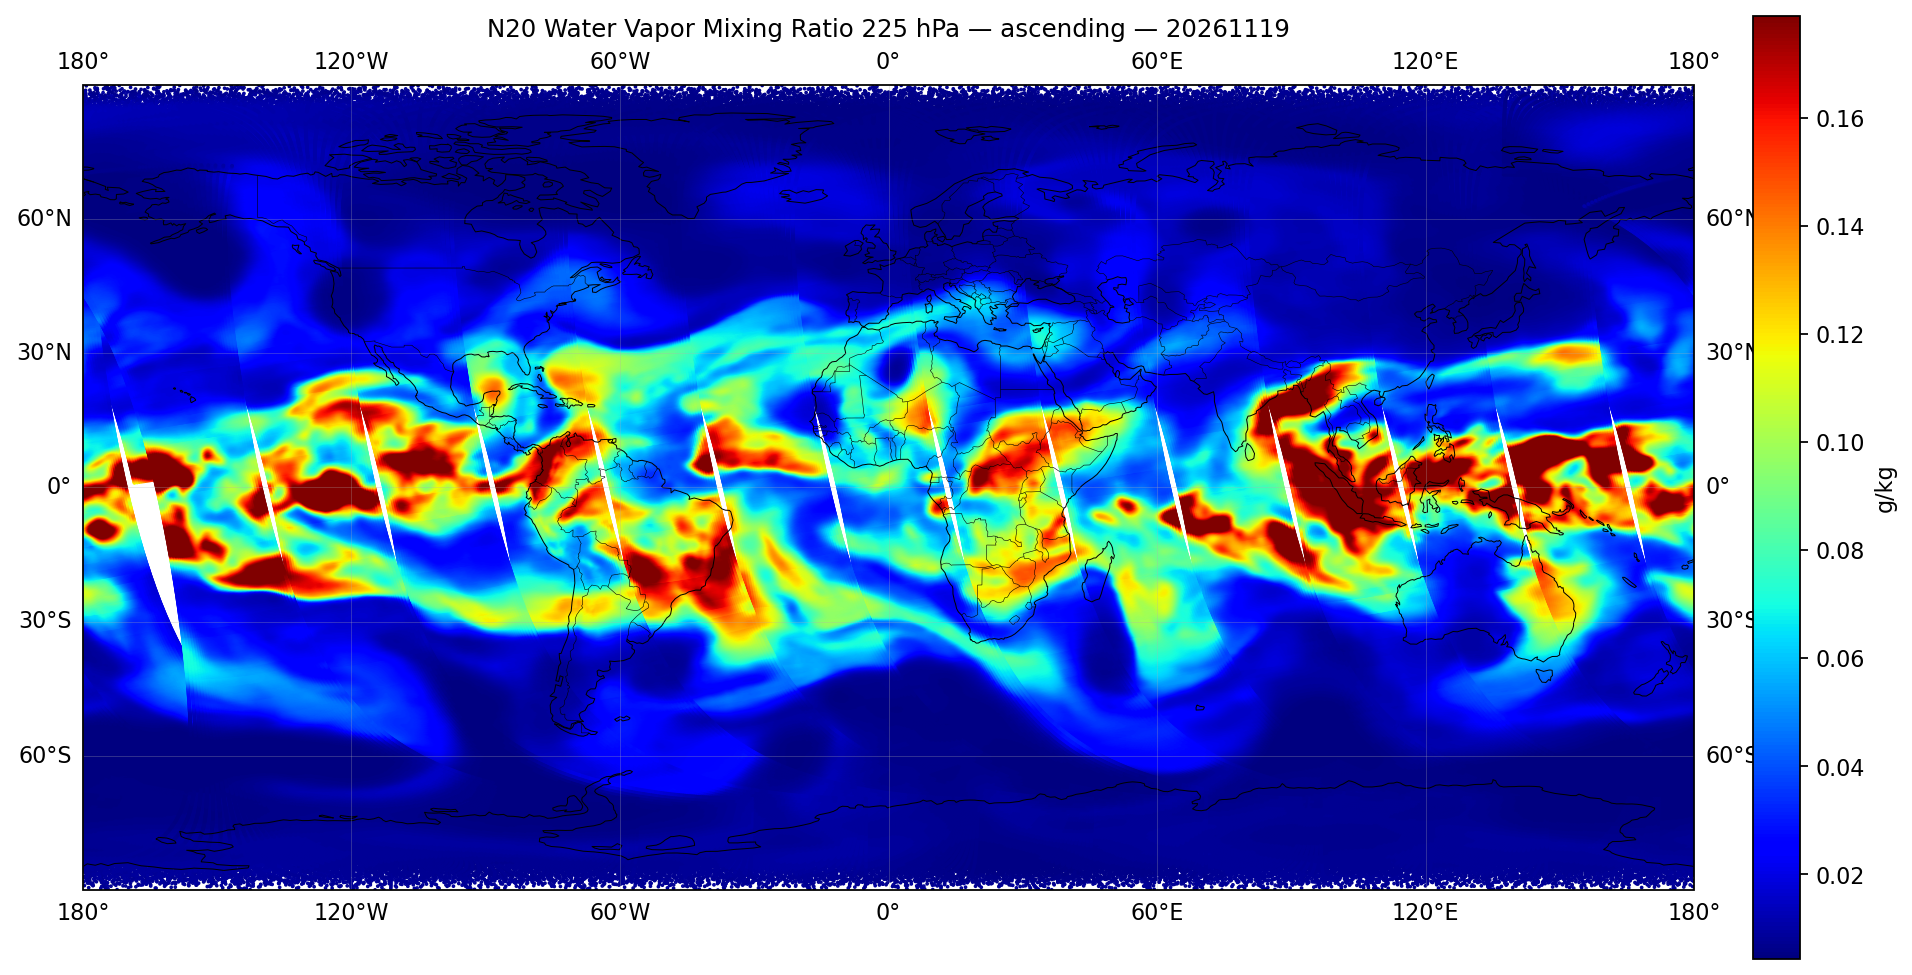 N20 Water Vapor Mixing Ratio 225 hPa — ascending — 20261119
180° 120°W 60°W 0° 60°E 120°E 180°
60°N 60°N
30°N 30°N
0° 0°
30°S 30°S
60°S 60°S
180° 120°W 60°W 0° 60°E 120°E 180°
0.16
0.14
0.12
0.10
0.08
0.06
0.04
0.02
g/kg